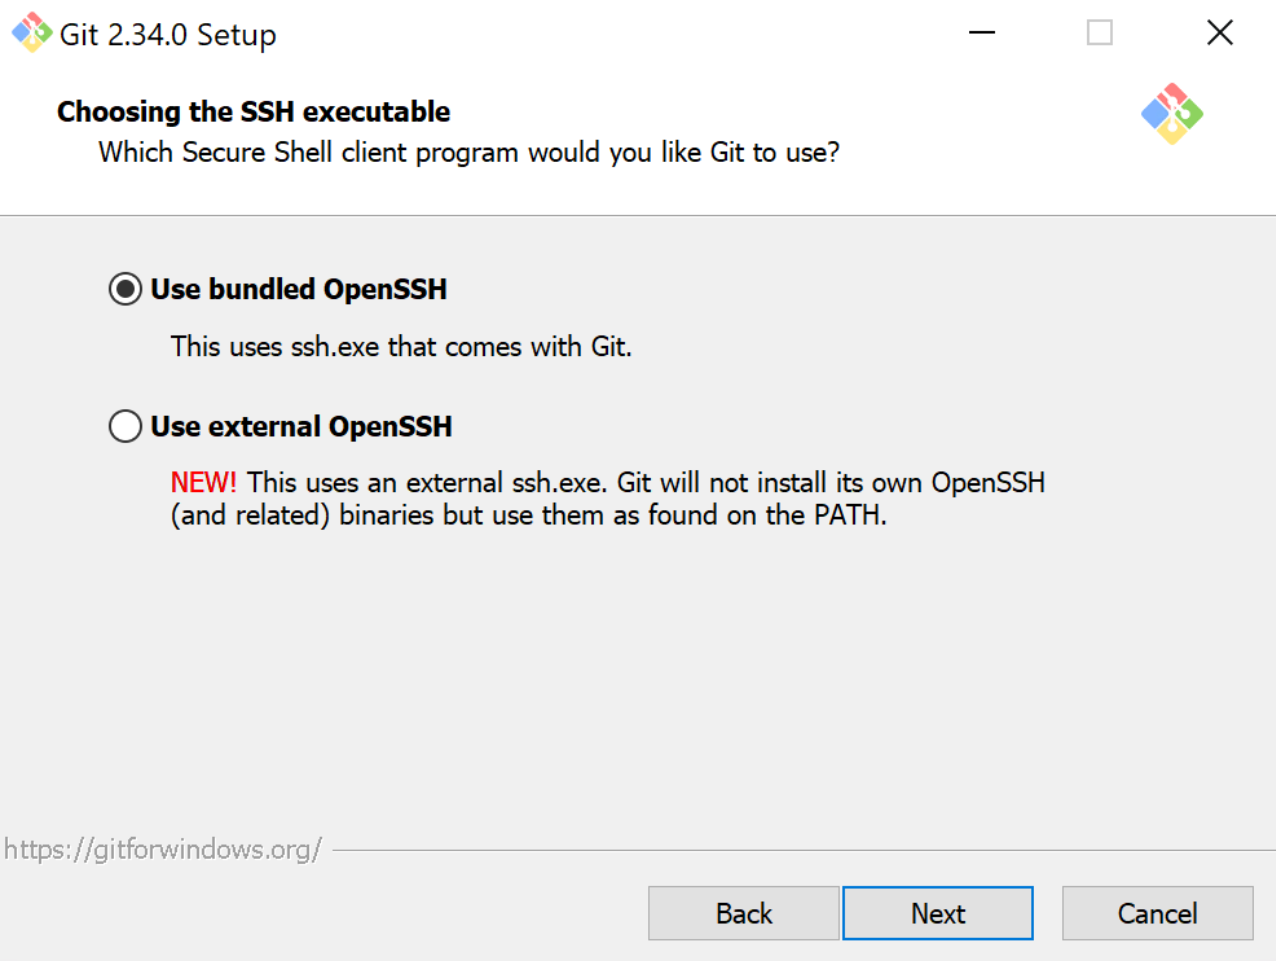 Git 2.34.0 Setup
Choosing the SSH executable
Which Secure Shell client program would you like Git to use?
Use bundled OpenSSH
This uses ssh.exe that comes with Git.
Use external OpenSSH
NEW! This uses an external ssh.exe. Git will not install its own OpenSSH
(and related) binaries but use them as found on the PATH.
https://gitforwindows.org/
Back Next Cancel